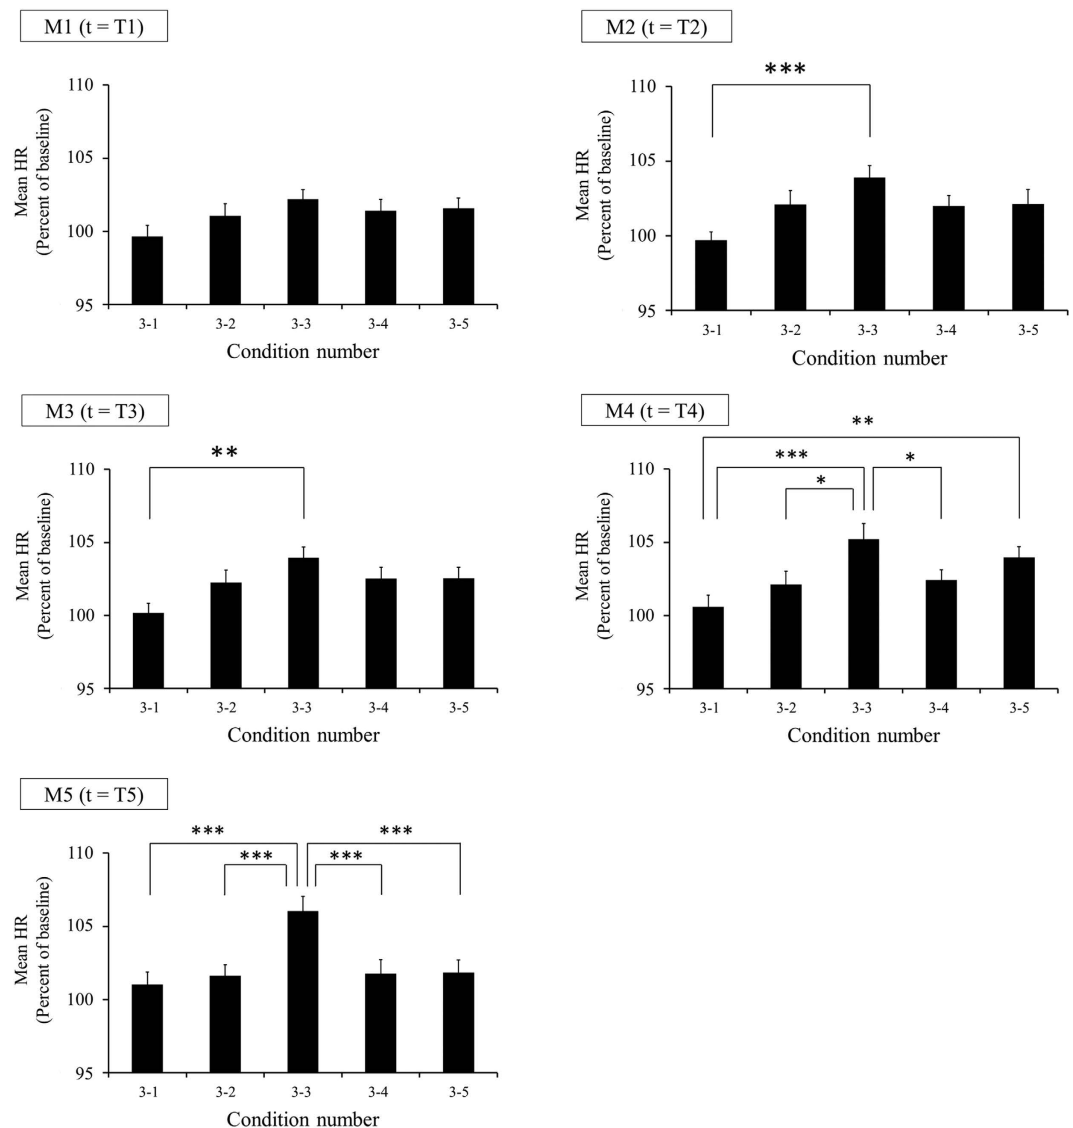 M1 (t = T1)
Mean HR
(Percent of baseline)
110
105
100
95
3-1 3-2 3-3 3-4 3-5
Condition number
M2 (t = T2)
***
Mean HR
(Percent of baseline)
110
105
100
95
3-1 3-2 3-3 3-4 3-5
Condition number
M3 (t = T3)
**
Mean HR
(Percent of baseline)
110
105
100
95
3-1 3-2 3-3 3-4 3-5
Condition number
M4 (t = T4)
**
*** *
*
Mean HR
(Percent of baseline)
110
105
100
95
3-1 3-2 3-3 3-4 3-5
Condition number
M5 (t = T5)
*** ***
*** ***
Mean HR
(Percent of baseline)
110
105
100
95
3-1 3-2 3-3 3-4 3-5
Condition number